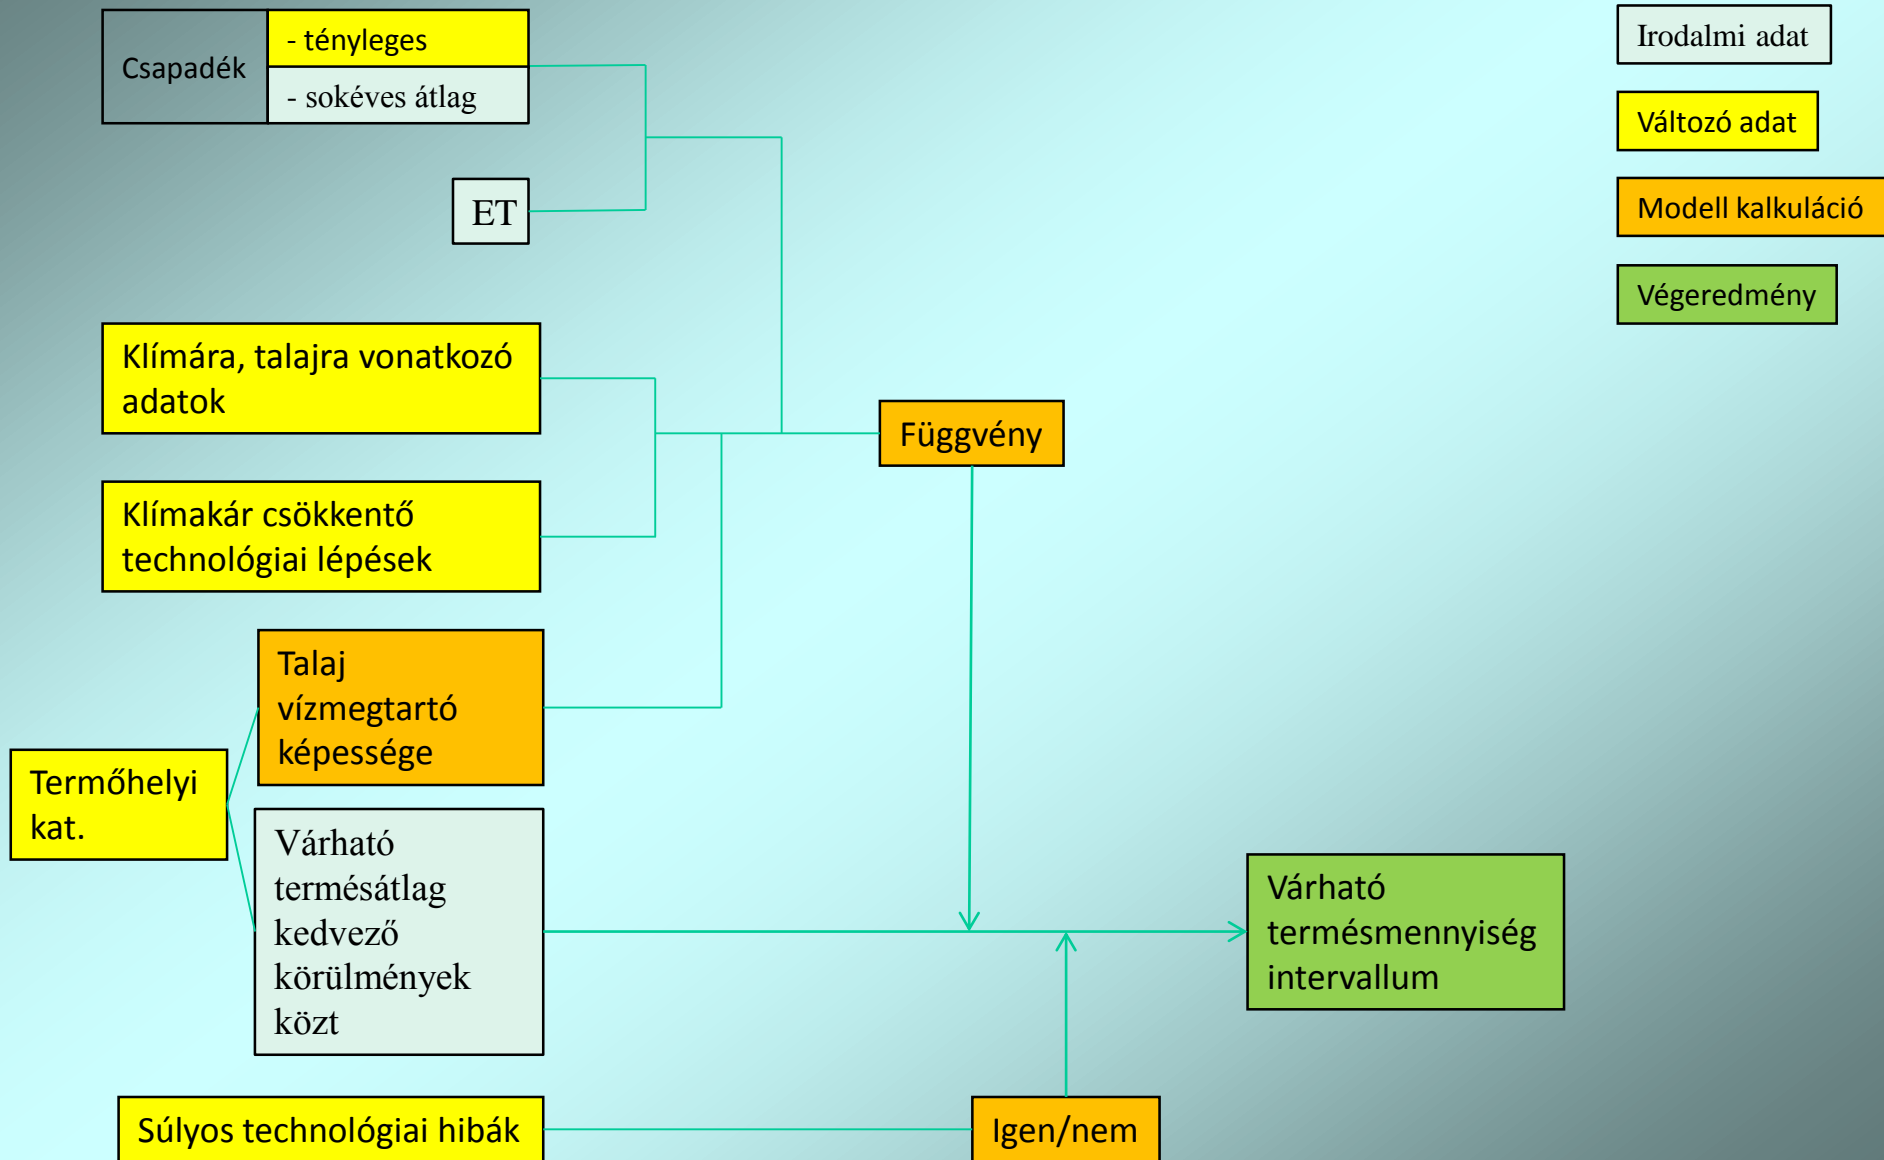 Csapadék
- tényleges
- sokéves átlag
ET
Klímára, talajra vonatkozó
adatok
Klímakár csökkentő
technológiai lépések
Talaj
vízmegtartó
képessége
Termőhelyi
kat.
Várható
termésátlag
kedvező
körülmények
közt
Súlyos technológiai hibák
Függvény
Igen/nem
Várható
termésmennyiség
intervallum
Irodalmi adat
Változó adat
Modell kalkuláció
Végeredmény